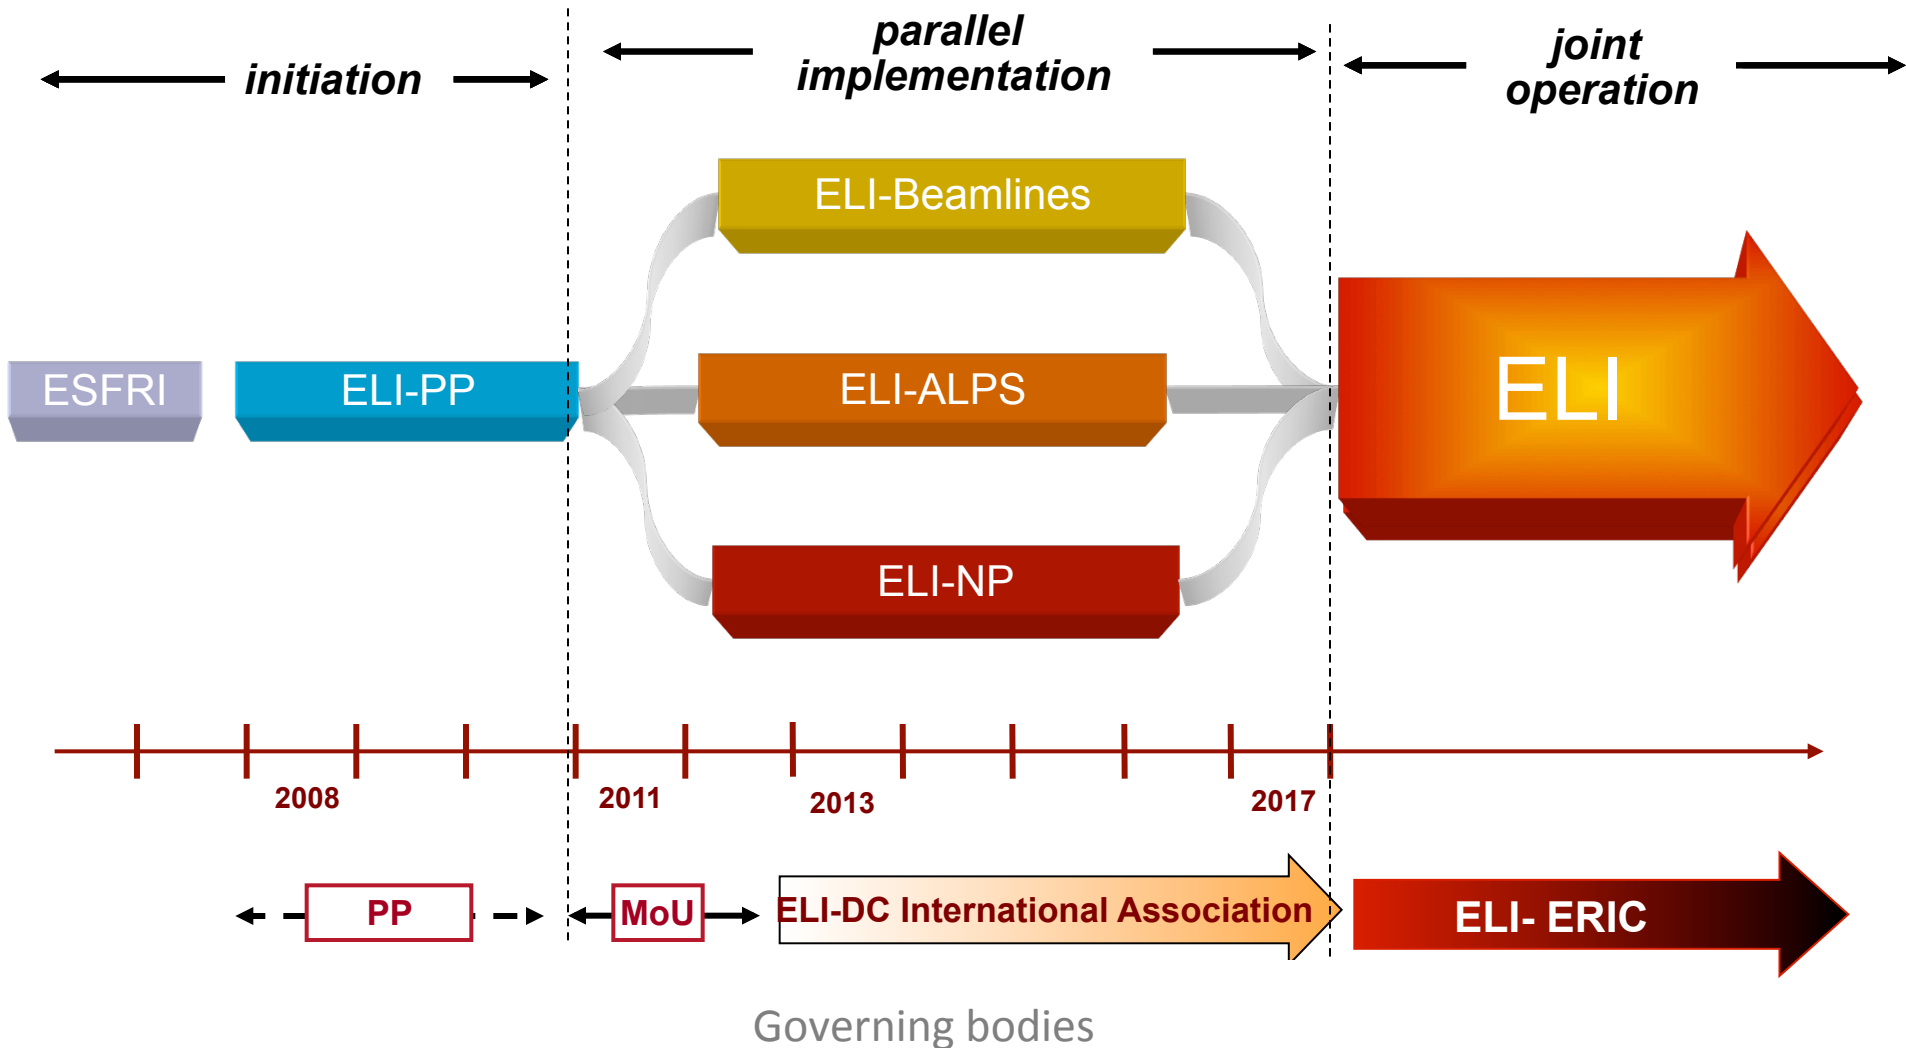 initiation
parallel
implementation
joint
operation
ELI-Beamlines
ESFRI
ELI-PP
ELI-ALPS
ELI
ELI-NP
2008
2011
2013
2017
PP
MoU
ELI-DC International Association
ELI- ERIC
Governing bodies